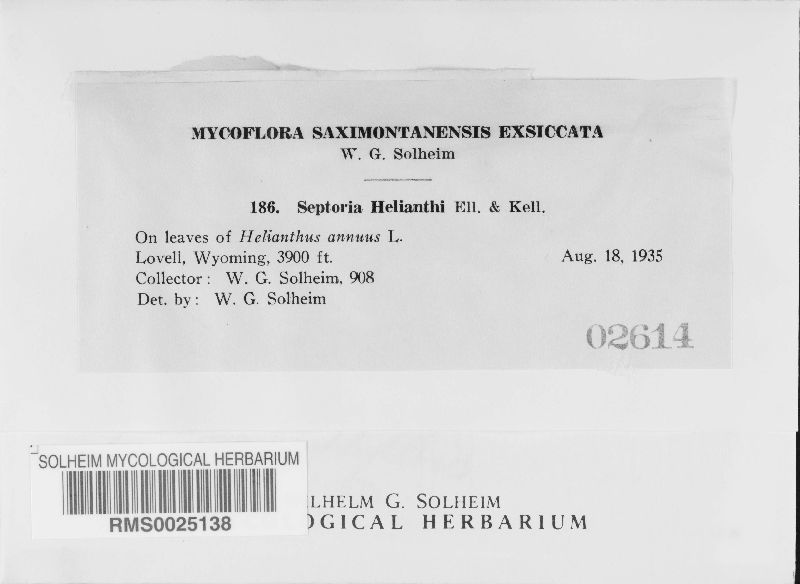 MYCOFLORA SAXIMONTANENSIS EXSICCATA
W. G. Solheim
186. Septoria Helianthi Ell. & Kell.
On leaves of Helianthus annuus L.
Lovell, Wyoming, 3900 ft. Aug. 18, 1935
Collector: W. G. Solheim, 908
Det. by: W. G. Solheim
02614
SOLHEIM MYCOLOGICAL HERBARIUM
RMS0025138
LHELM G. SOLHEIM
OGICAL HERBARIUM